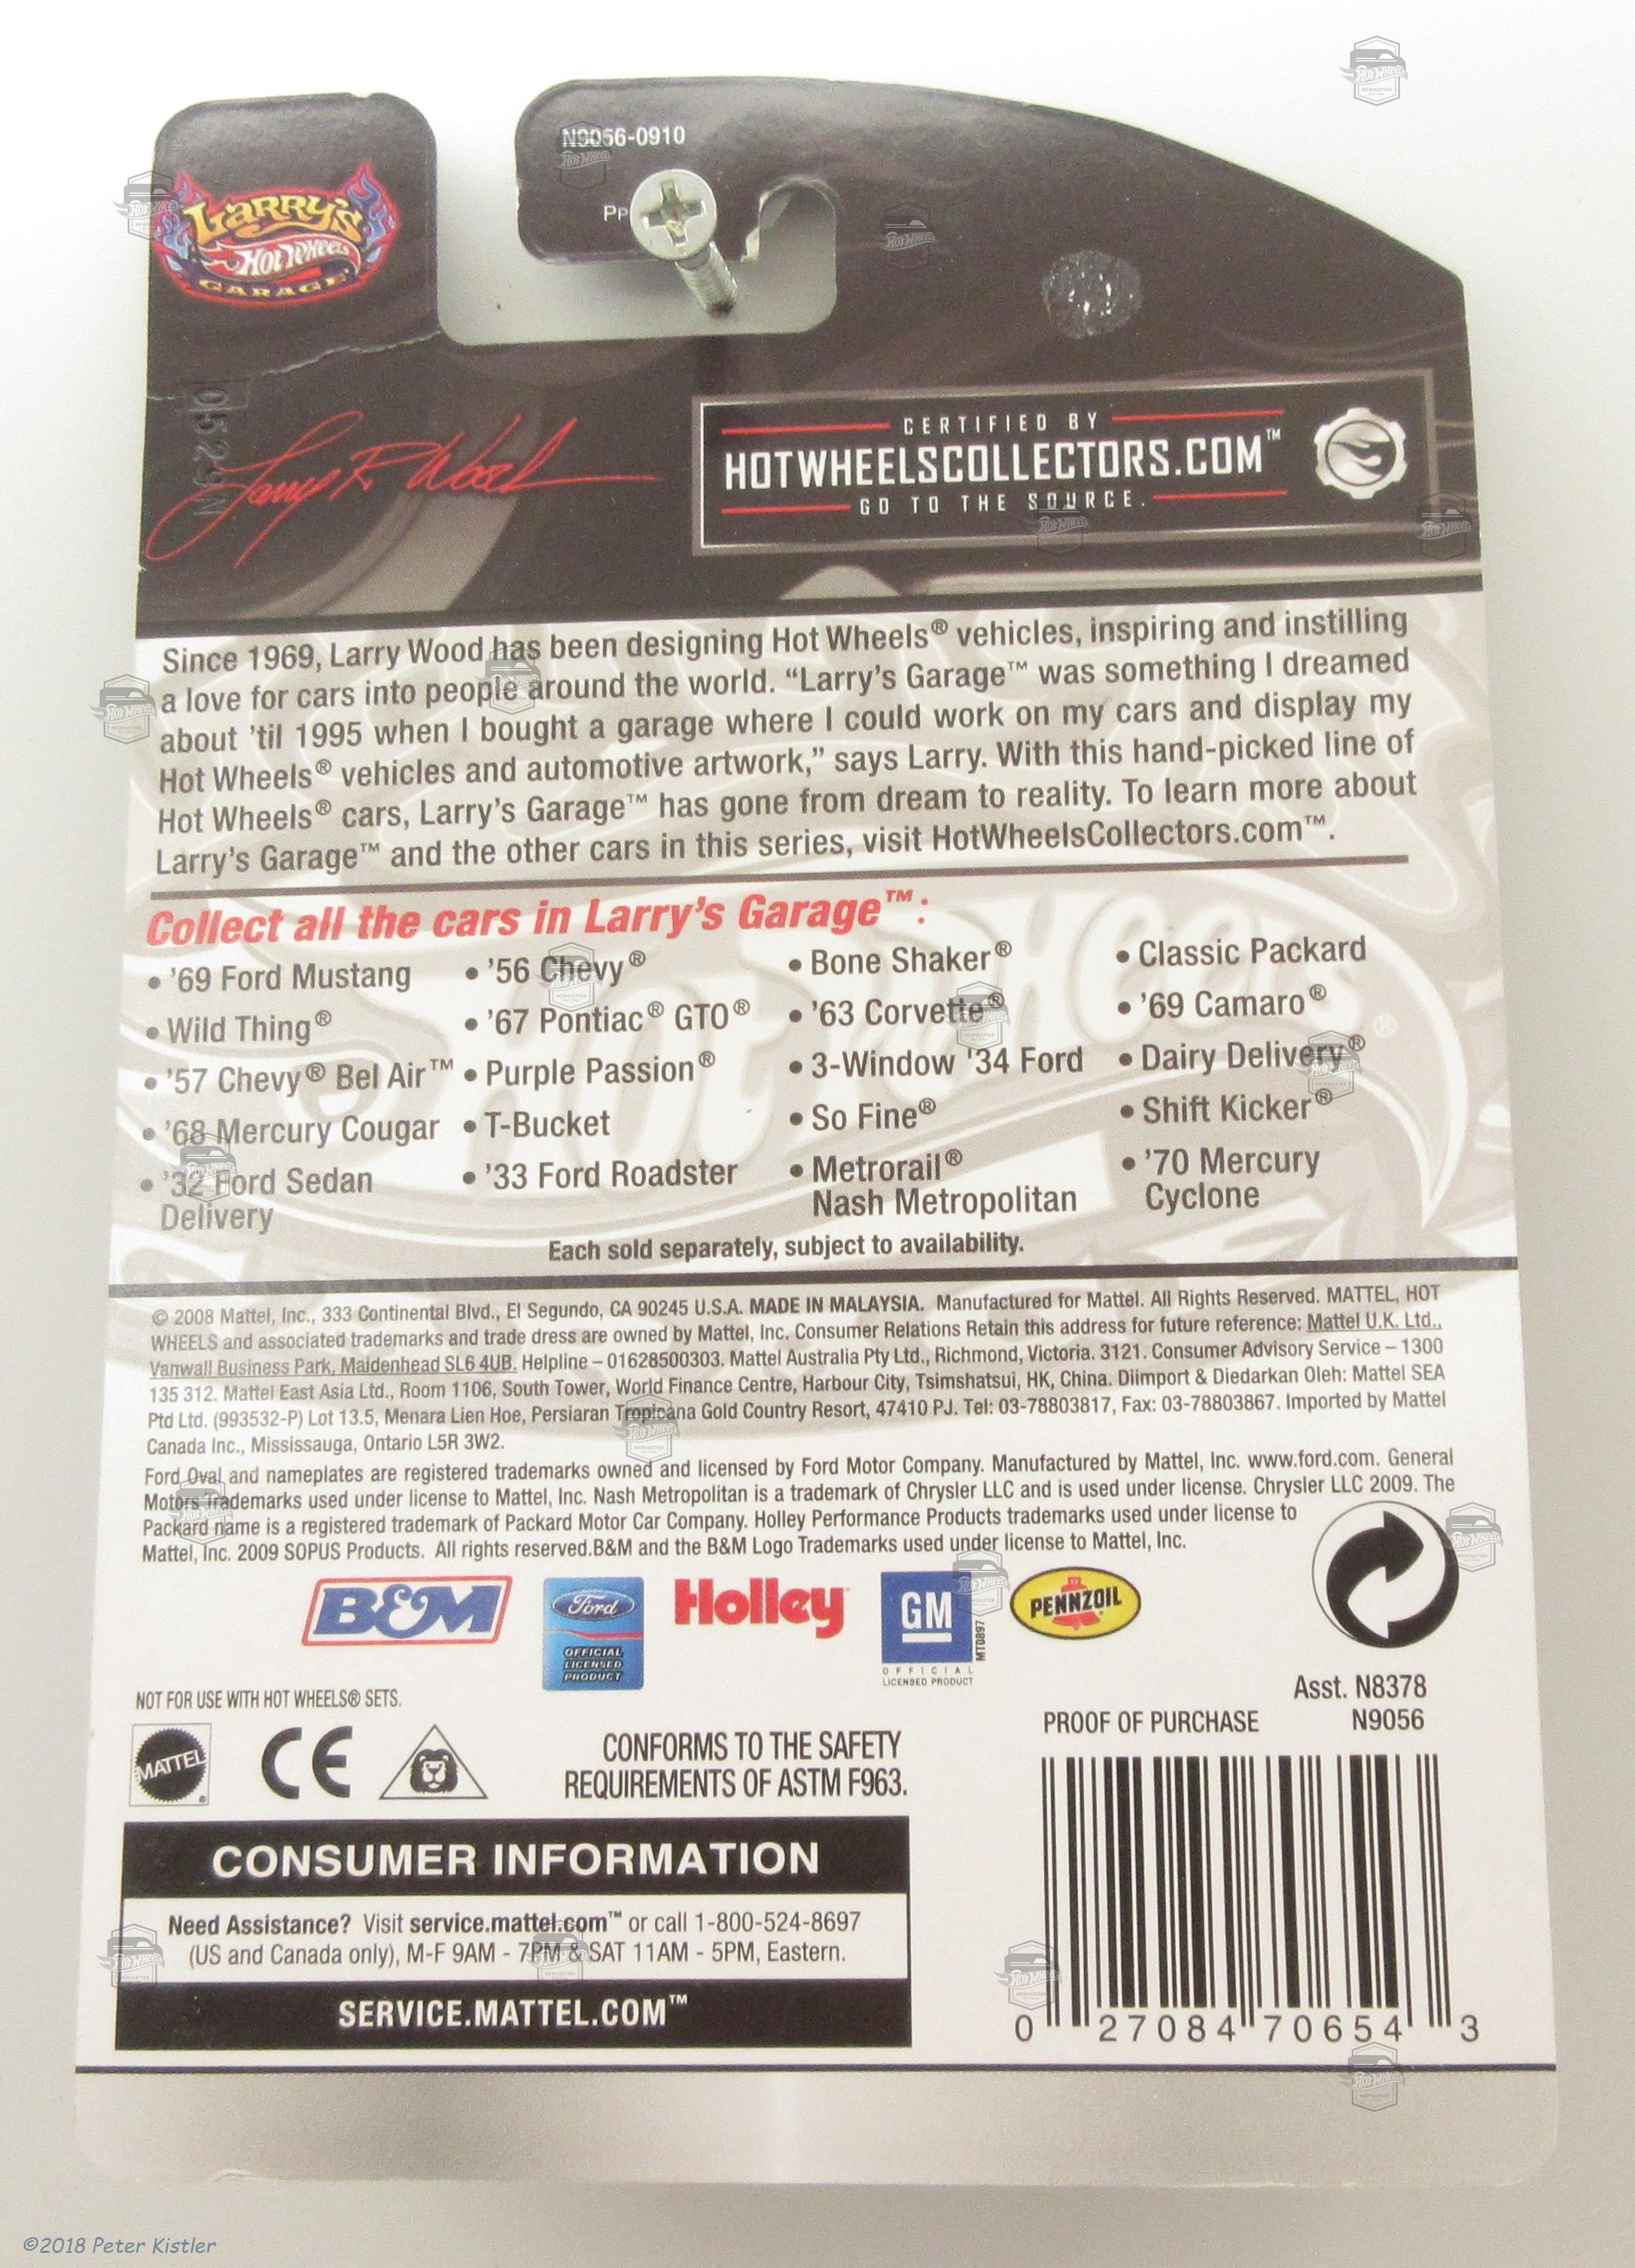 N9056-0910
Pp
Larry's
Hot Wheels
GARAGE
05229N
Larry R. Wood
CERTIFIED BY
HOTWHEELSCOLLECTORS.COM™
GO TO THE SOURCE.
Since 1969, Larry Wood has been designing Hot Wheels® vehicles, inspiring and instilling
a love for cars into people around the world. “Larry’s Garage™ was something I dreamed
about ’til 1995 when I bought a garage where I could work on my cars and display my
Hot Wheels® vehicles and automotive artwork,” says Larry. With this hand-picked line of
Hot Wheels® cars, Larry’s Garage™ has gone from dream to reality. To learn more about
Larry’s Garage™ and the other cars in this series, visit HotWheelsCollectors.com™.
Collect all the cars in Larry’s Garage™:
• ’69 Ford Mustang
• Wild Thing®
• ’57 Chevy® Bel Air™
• ’68 Mercury Cougar
• ’32 Ford Sedan
Delivery
• ’56 Chevy®
• ’67 Pontiac® GTO®
• Purple Passion®
• T-Bucket
• ’33 Ford Roadster
• Bone Shaker®
• ’63 Corvette®
• 3-Window '34 Ford
• So Fine®
• Metrorail®
Nash Metropolitan
• Classic Packard
• ’69 Camaro®
• Dairy Delivery®
• Shift Kicker®
• ’70 Mercury
Cyclone
Each sold separately, subject to availability.
© 2008 Mattel, Inc., 333 Continental Blvd., El Segundo, CA 90245 U.S.A. MADE IN MALAYSIA. Manufactured for Mattel. All Rights Reserved. MATTEL, HOT
WHEELS and associated trademarks and trade dress are owned by Mattel, Inc. Consumer Relations Retain this address for future reference: Mattel U.K. Ltd.,
Vanwall Business Park, Maidenhead SL6 4UB. Helpline – 01628500303. Mattel Australia Pty Ltd., Richmond, Victoria. 3121. Consumer Advisory Service – 1300
135 312. Mattel East Asia Ltd., Room 1106, South Tower, World Finance Centre, Harbour City, Tsimshatsui, HK, China. Diimport & Diedarkan Oleh: Mattel SEA
Ptd Ltd. (993532-P) Lot 13.5, Menara Lien Hoe, Persiaran Tropicana Gold Country Resort, 47410 PJ. Tel: 03-78803817, Fax: 03-78803867. Imported by Mattel
Canada Inc., Mississauga, Ontario L5R 3W2.
Ford Oval and nameplates are registered trademarks owned and licensed by Ford Motor Company. Manufactured by Mattel, Inc. www.ford.com. General
Motors Trademarks used under license to Mattel, Inc. Nash Metropolitan is a trademark of Chrysler LLC and is used under license. Chrysler LLC 2009. The
Packard name is a registered trademark of Packard Motor Car Company. Holley Performance Products trademarks used under license to
Mattel, Inc. 2009 SOPUS Products. All rights reserved.B&M and the B&M Logo Trademarks used under license to Mattel, Inc.
B&M
Ford
OFFICIAL
LICENSED
PRODUCT
Holley
GM
OFFICIAL
LICENSED PRODUCT
MT0897
PENNZOIL
NOT FOR USE WITH HOT WHEELS® SETS.
Asst. N8378
N9056
PROOF OF PURCHASE
MATTEL
CE
CONFORMS TO THE SAFETY
REQUIREMENTS OF ASTM F963.
CONSUMER INFORMATION
Need Assistance? Visit service.mattel.com™ or call 1-800-524-8697
(US and Canada only), M-F 9AM - 7PM & SAT 11AM - 5PM, Eastern.
SERVICE.MATTEL.COM™
0 27084 70654 3
©2018 Peter Kistler